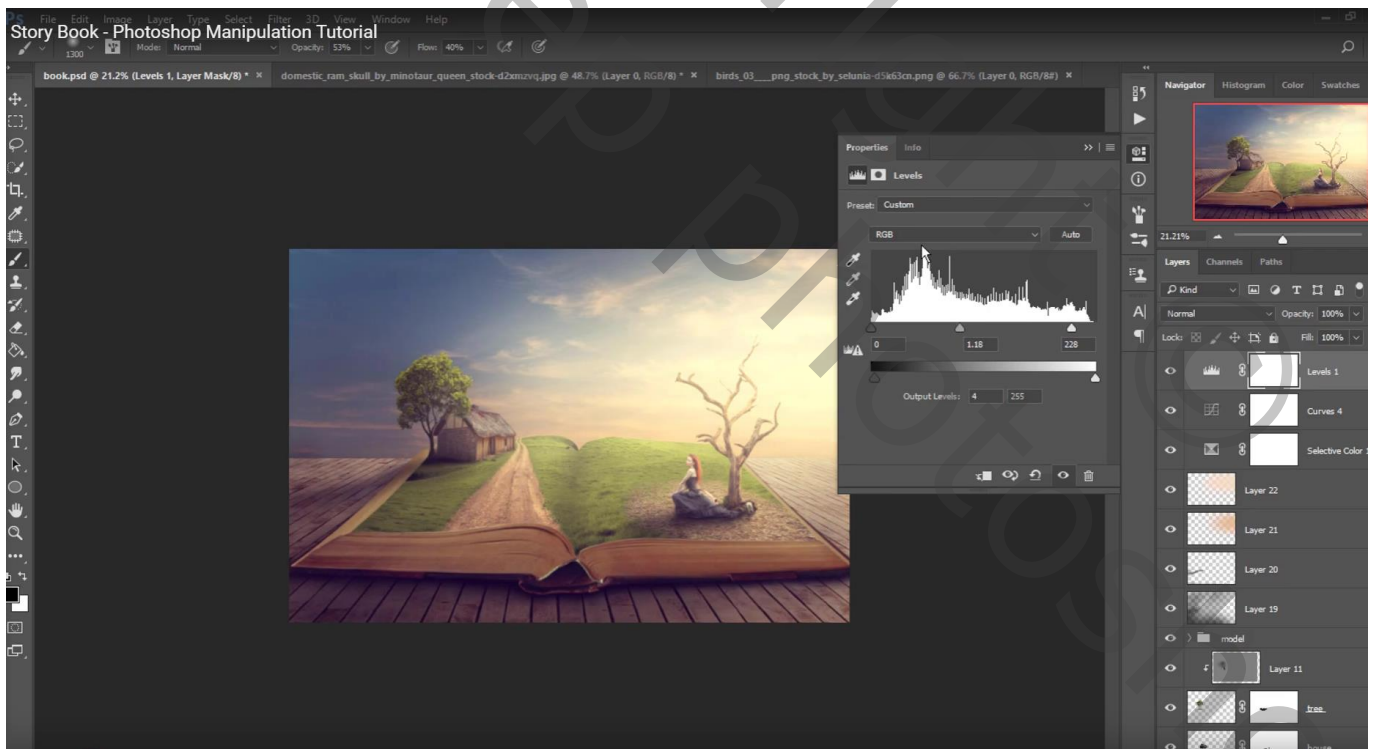 Ps File Edit Image Layer Type Select Filter 3D View Window Help
Story Book - Photoshop Manipulation Tutorial
1300 Mode: Normal Opacity: 53% Flow: 40%
book.psd @ 21.2% (Levels 1, Layer Mask/8) * × domestic_ram_skull_by_minotaur_queen_stock-d2xmzvq.jpg @ 48.7% (Layer 0, RGB/8) * × birds_03___png_stock_by_selunia-d5k63cn.png @ 66.7% (Layer 0, RGB/8#) ×
Navigator Histogram Color Swatches
Properties Info
Levels
Preset: Custom
RGB Auto
0 1.18 228
Output Levels: 4 255
21.21%
Layers Channels Paths
Kind
Normal Opacity: 100%
Lock: Fill: 100%
Levels 1
Curves 4
Selective Color 1
Layer 22
Layer 21
Layer 20
Layer 19
model
Layer 11
tree
house